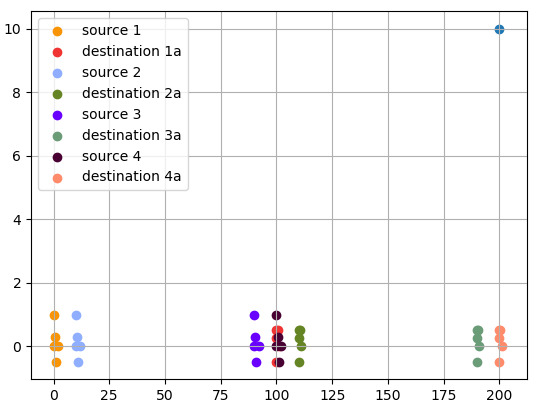 10
8
6
4
2
0
source 1
destination 1a
source 2
destination 2a
source 3
destination 3a
source 4
destination 4a
0 25 50 75 100 125 150 175 200